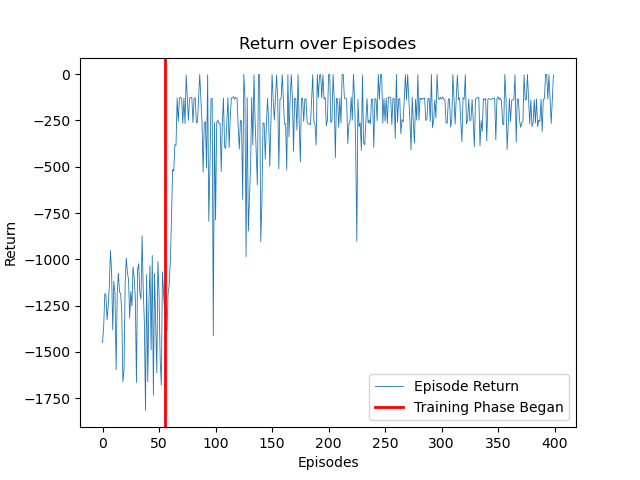 Return over Episodes
0
−250
−500
−750
−1000
−1250
−1500
−1750
Return
0 50 100 150 200 250 300 350 400
Episodes
Episode Return
Training Phase Began